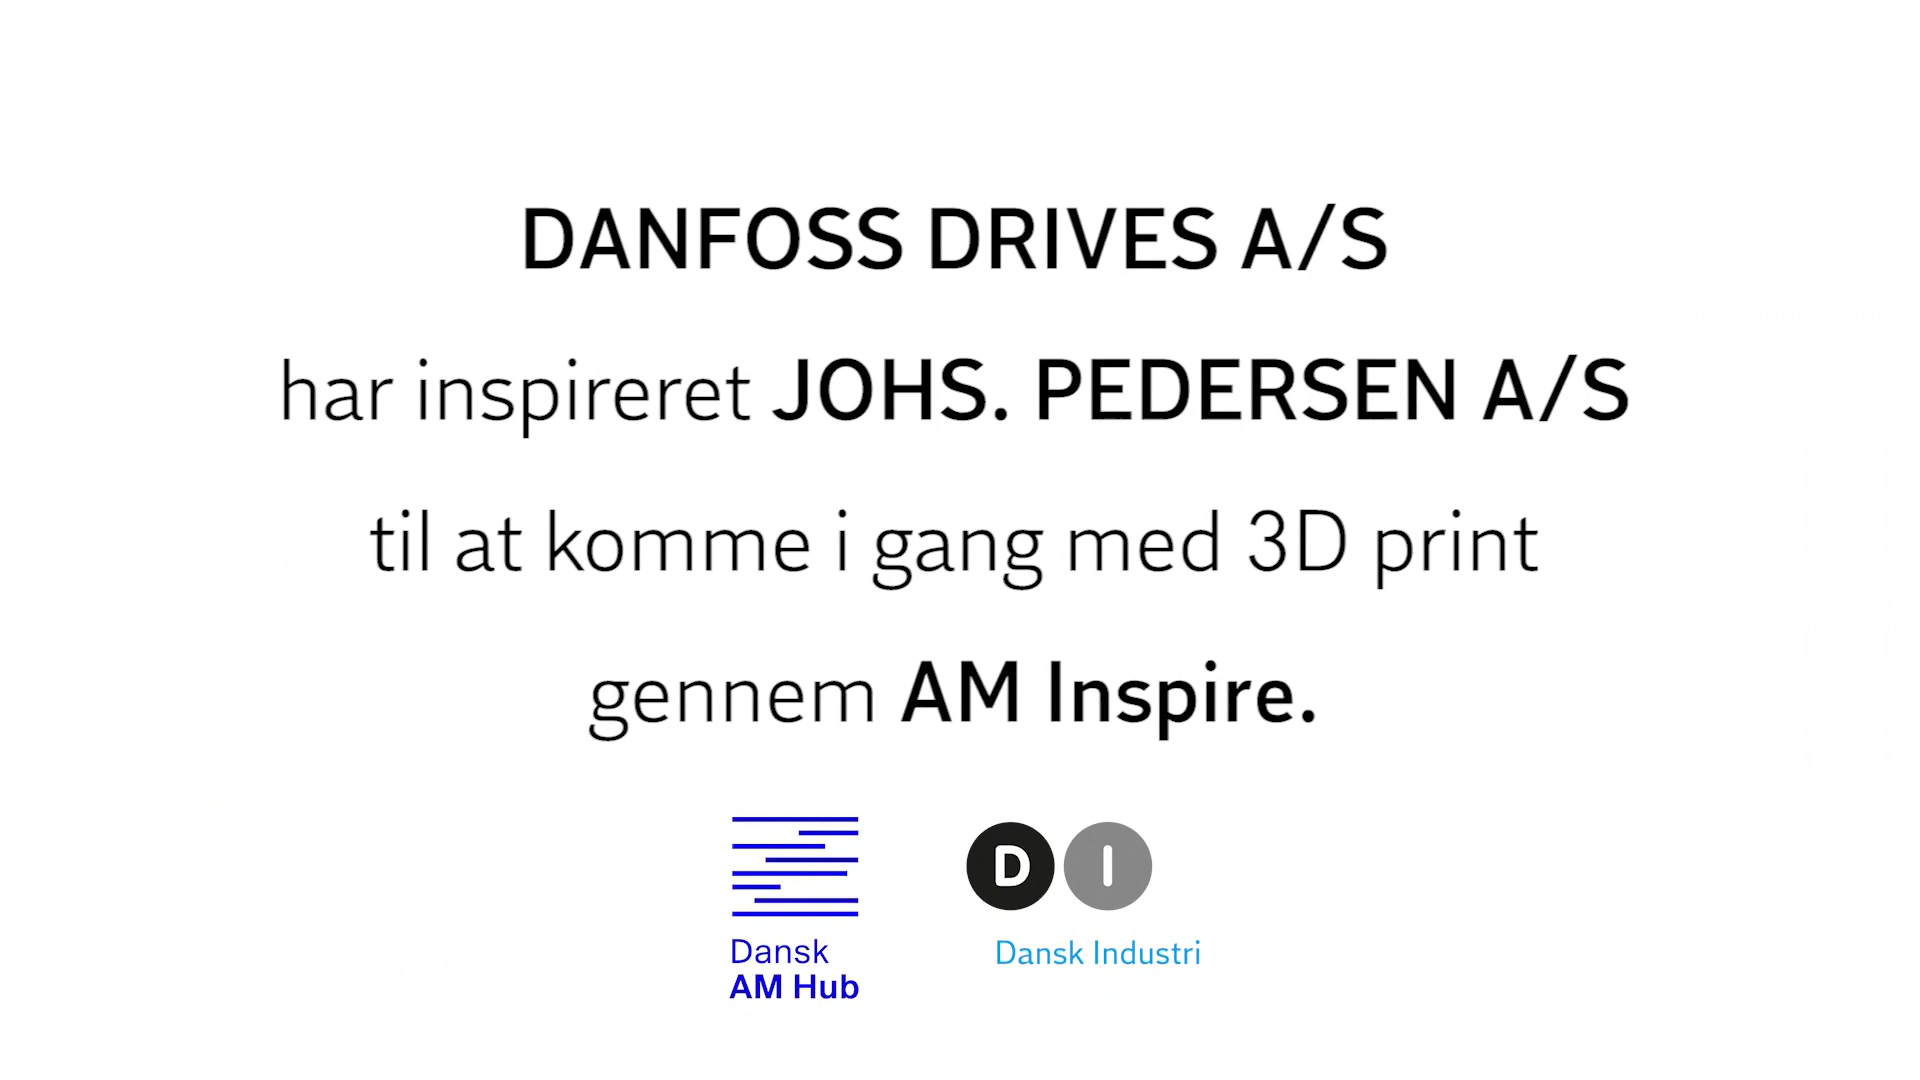 DANFOSS DRIVES A/S
har inspireret JOHS. PEDERSEN A/S
til at komme i gang med 3D print
gennem AM Inspire.
Dansk
AM Hub
D I
Dansk Industri